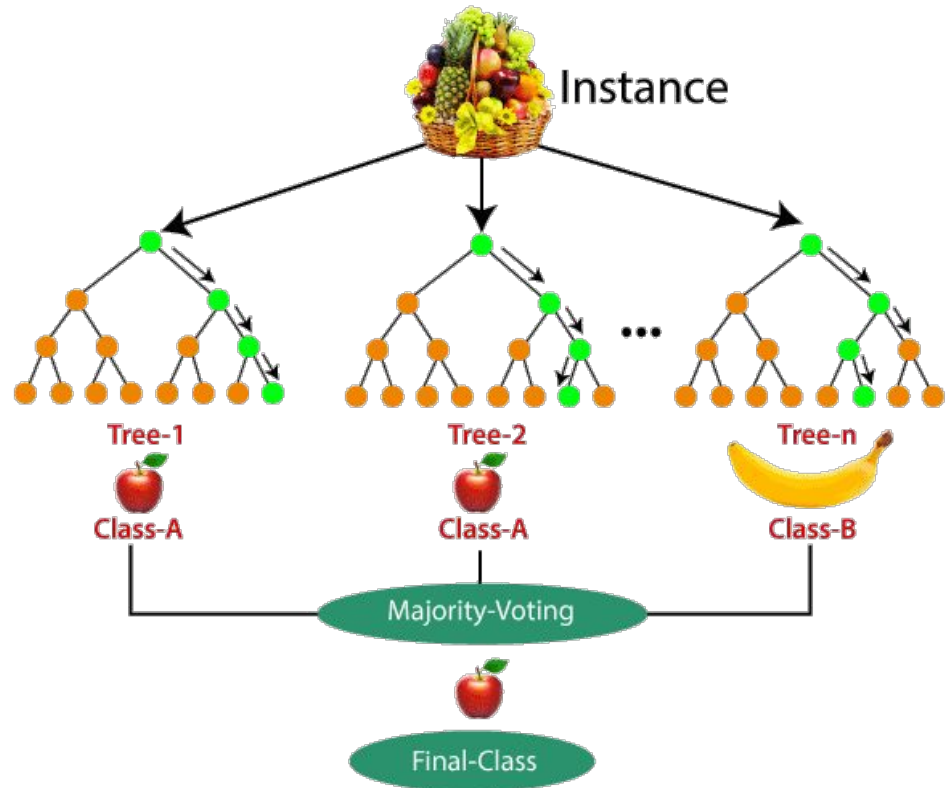 Instance
...
Tree-1
Tree-2
Tree-n
Class-A
Class-A
Class-B
Majority-Voting
Final-Class